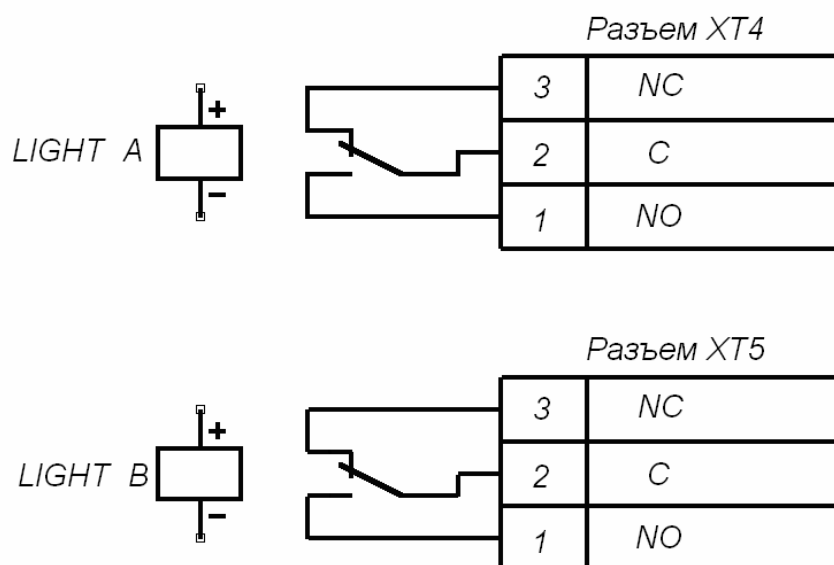 Разъем XT4
3 NC
+
LIGHT A
2 C
–
1 NO
Разъем XT5
3 NC
+
LIGHT B
2 C
–
1 NO